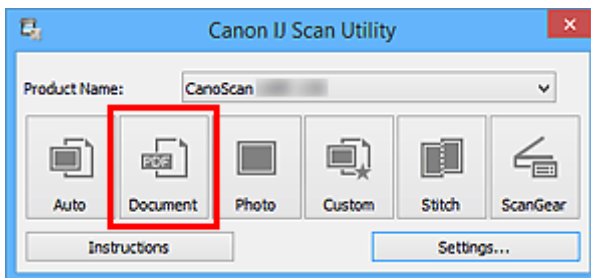 Canon IJ Scan Utility
Product Name: CanoScan
PDF
Auto Document Photo Custom Stitch ScanGear
Instructions Settings...